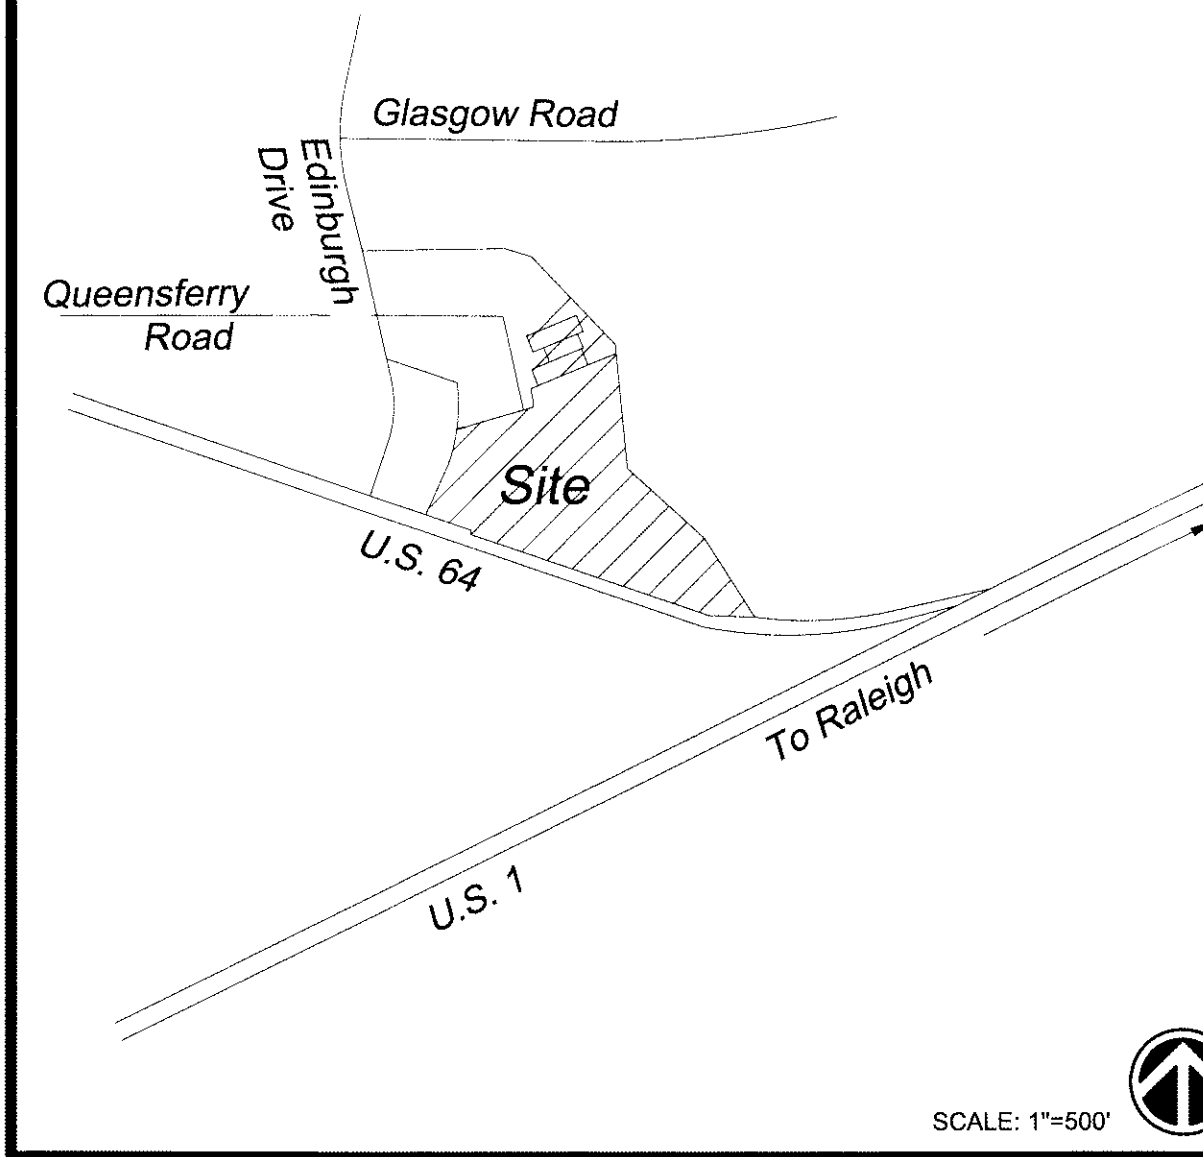 Glasgow Road
Edinburgh
Drive
Queensferry
Road
Site
U.S. 64
To Raleigh
U.S. 1
SCALE: 1"=500'